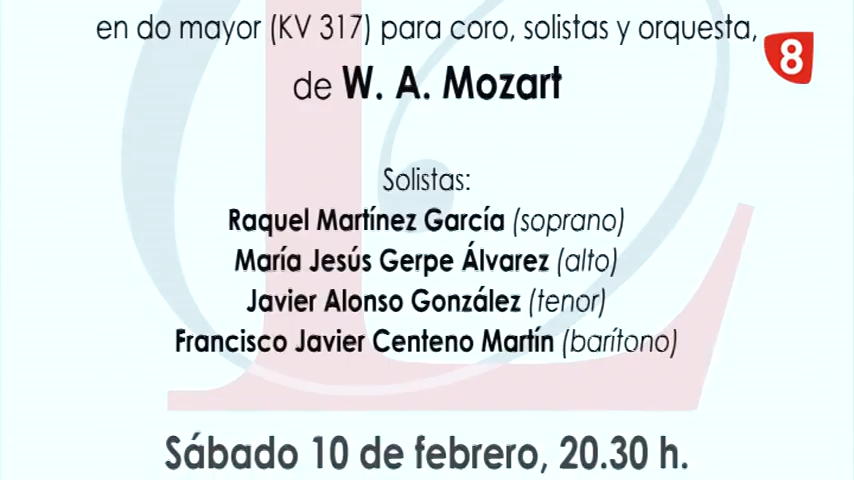 en do mayor (KV 317) para coro, solistas y orquesta,
8
de W. A. Mozart
Solistas:
Raquel Martínez García (soprano)
María Jesús Gerpe Álvarez (alto)
Javier Alonso González (tenor)
Francisco Javier Centeno Martín (barítono)
Sábado 10 de febrero, 20.30 h.